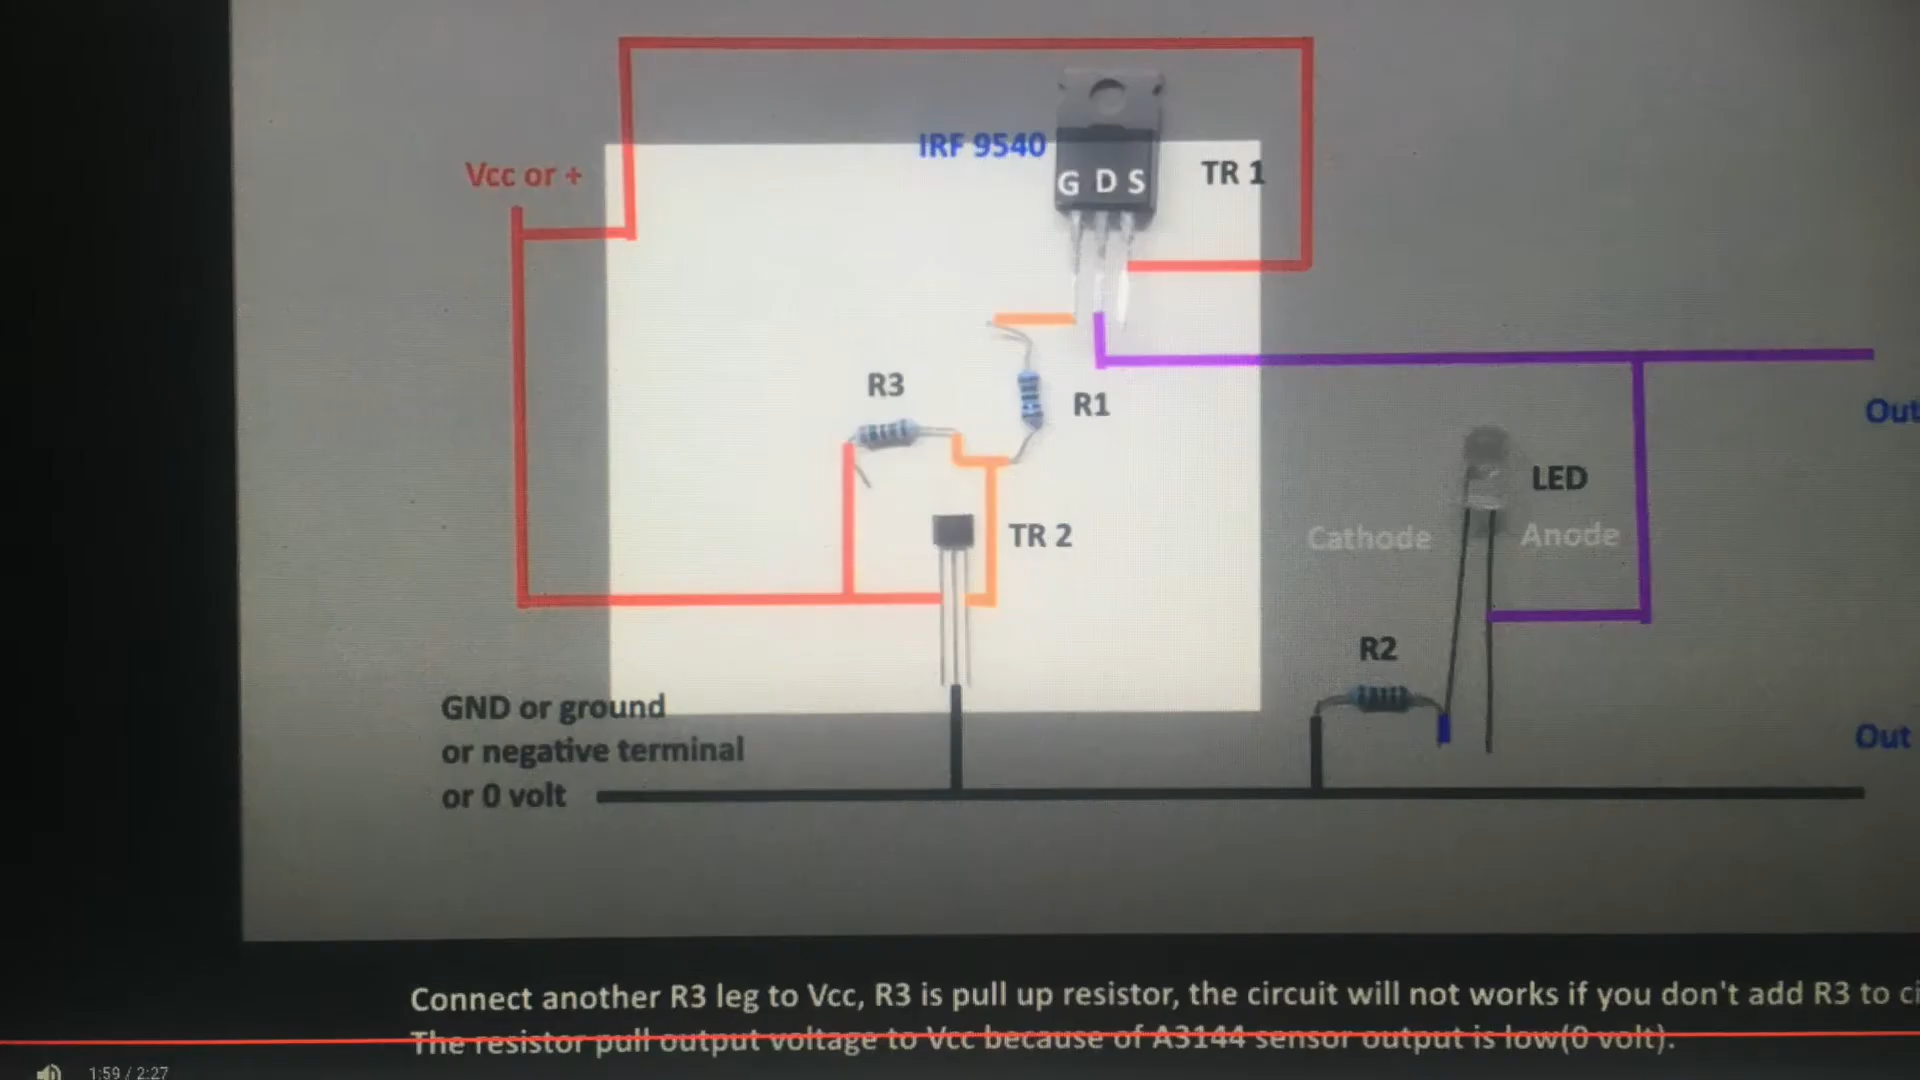 IRF 9540
Vcc or +
TR 1
G D S
R3
R1
Out
LED
TR 2
Cathode
Anode
R2
GND or ground
or negative terminal
or 0 volt
Out
Connect another R3 leg to Vcc, R3 is pull up resistor, the circuit will not works if you don't add R3 to ci
The resistor pull output voltage to Vcc because of A3144 sensor output is low(0 volt).
1:59 / 2:27